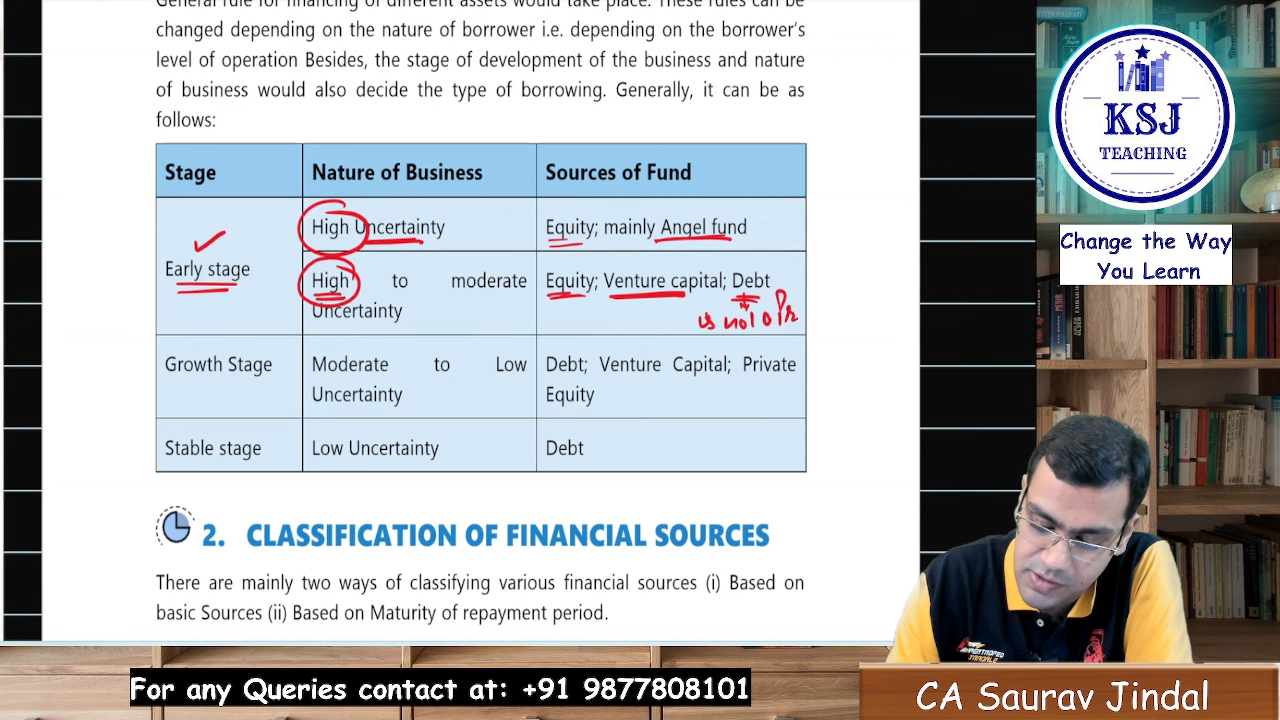 General rule for financing of different assets would take place. These rules can be
changed depending on the nature of borrower i.e. depending on the borrower's
level of operation Besides, the stage of development of the business and nature
of business would also decide the type of borrowing. Generally, it can be as
follows:
Stage
Nature of Business
Sources of Fund
Early stage
High Uncertainty
Equity; mainly Angel fund
High to moderate
Uncertainty
Equity; Venture capital; Debt
is not
Growth Stage
Moderate to Low
Uncertainty
Debt; Venture Capital; Private
Equity
Stable stage
Low Uncertainty
Debt
2. CLASSIFICATION OF FINANCIAL SOURCES
There are mainly two ways of classifying various financial sources (i) Based on
basic Sources (ii) Based on Maturity of repayment period.
KSJ
TEACHING
Change the Way
You Learn
For any Queries contact at: +91 9877808101
CA Saurav Jindal